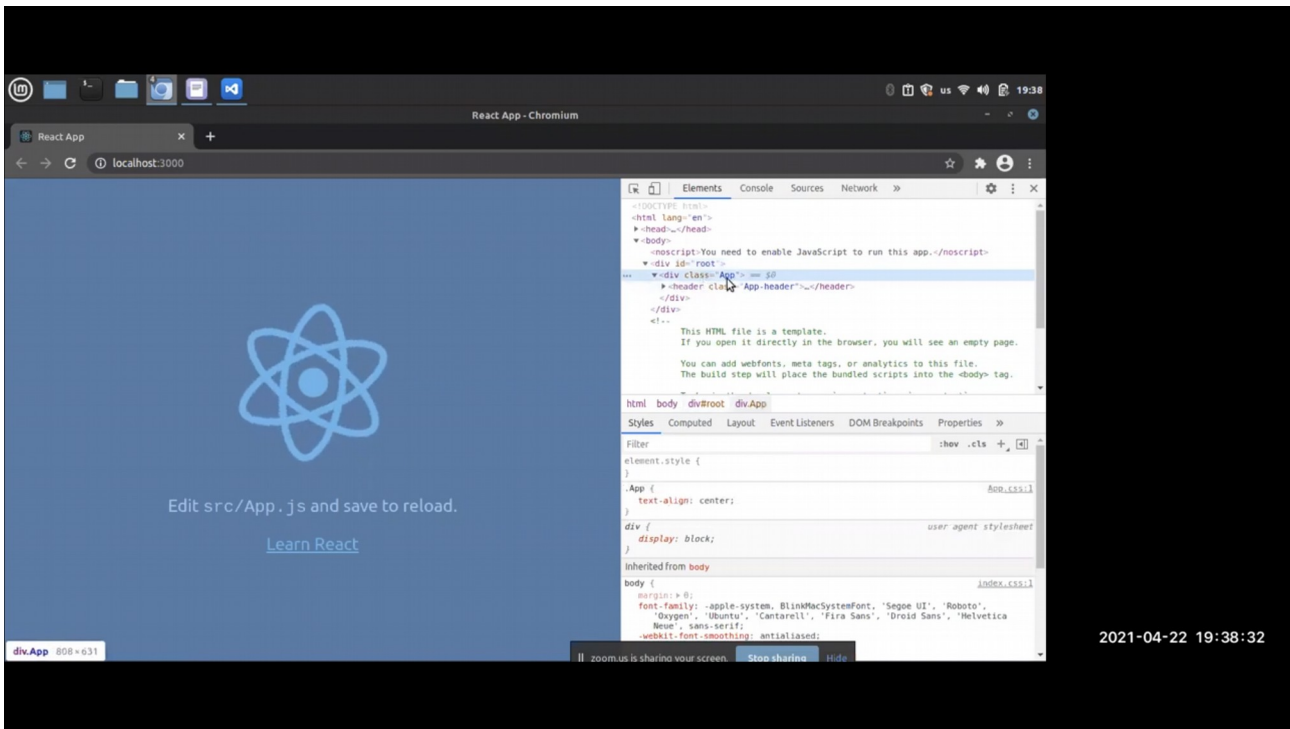 4
us
19:38
React App - Chromium
React App
localhost:3000
Elements Console Sources Network »
<!DOCTYPE html>
<html lang="en">
<head>…</head>
<body>
<noscript>You need to enable JavaScript to run this app.</noscript>
<div id="root">
<div class="App"> == $0
<header clas "App-header">…</header>
</div>
</div>
<!--
This HTML file is a template.
If you open it directly in the browser, you will see an empty page.
You can add webfonts, meta tags, or analytics to this file.
The build step will place the bundled scripts into the <body> tag.
html body div#root div.App
Styles Computed Layout Event Listeners DOM Breakpoints Properties »
Filter :hov .cls +
element.style {
}
.App { App.css:1
text-align: center;
}
div { user agent stylesheet
display: block;
}
Inherited from body
body { index.css:1
margin: 0;
font-family: -apple-system, BlinkMacSystemFont, 'Segoe UI', 'Roboto',
'Oxygen', 'Ubuntu', 'Cantarell', 'Fira Sans', 'Droid Sans', 'Helvetica
Neue', sans-serif;
-webkit-font-smoothing: antialiased;
Edit src/App.js and save to reload.
Learn React
div.App 808×631
zoom.us is sharing your screen. Stop sharing Hide
2021-04-22 19:38:32